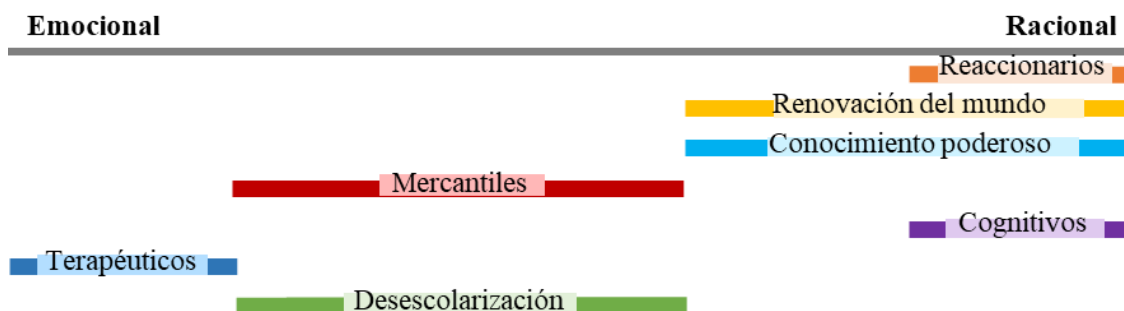 Emocional Racional
Reaccionarios
Renovación del mundo
Conocimiento poderoso
Mercantiles
Cognitivos
Terapéuticos
Desescolarización